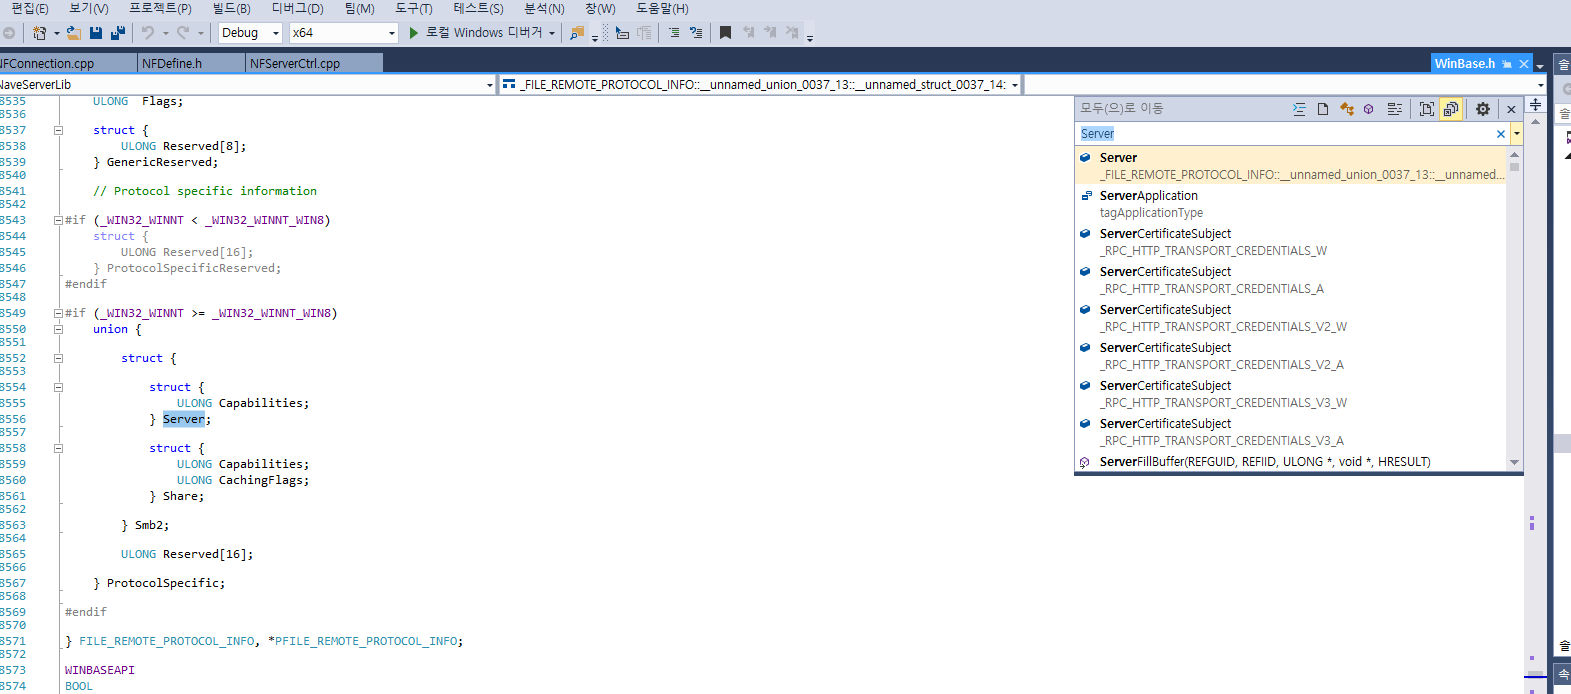 편집(E) 보기(V) 프로젝트(P) 빌드(B) 디버그(D) 팀(M) 도구(T) 테스트(S) 분석(N) 창(W) 도움말(H)
Debug x64 로컬 Windows 디버거
NFConnection.cpp NFDefine.h NFServerCtrl.cpp WinBase.h
NaveServerLib _FILE_REMOTE_PROTOCOL_INFO::__unnamed_union_0037_13::__unnamed_struct_0037_14:
8535 ULONG Flags;
8536
8537 struct {
8538 ULONG Reserved[8];
8539 } GenericReserved;
8540
8541 // Protocol specific information
8542
8543 #if (_WIN32_WINNT < _WIN32_WINNT_WIN8)
8544 struct {
8545 ULONG Reserved[16];
8546 } ProtocolSpecificReserved;
8547 #endif
8548
8549 #if (_WIN32_WINNT >= _WIN32_WINNT_WIN8)
8550 union {
8551
8552 struct {
8553
8554 struct {
8555 ULONG Capabilities;
8556 } Server;
8557
8558 struct {
8559 ULONG Capabilities;
8560 ULONG CachingFlags;
8561 } Share;
8562
8563 } Smb2;
8564
8565 ULONG Reserved[16];
8566
8567 } ProtocolSpecific;
8568
8569 #endif
8570
8571 } FILE_REMOTE_PROTOCOL_INFO, *PFILE_REMOTE_PROTOCOL_INFO;
8572
8573 WINBASEAPI
8574 BOOL
모두(으)로 이동
Server
Server
_FILE_REMOTE_PROTOCOL_INFO::__unnamed_union_0037_13::__unnamed...
ServerApplication
tagApplicationType
ServerCertificateSubject
_RPC_HTTP_TRANSPORT_CREDENTIALS_W
ServerCertificateSubject
_RPC_HTTP_TRANSPORT_CREDENTIALS_A
ServerCertificateSubject
_RPC_HTTP_TRANSPORT_CREDENTIALS_V2_W
ServerCertificateSubject
_RPC_HTTP_TRANSPORT_CREDENTIALS_V2_A
ServerCertificateSubject
_RPC_HTTP_TRANSPORT_CREDENTIALS_V3_W
ServerCertificateSubject
_RPC_HTTP_TRANSPORT_CREDENTIALS_V3_A
ServerFillBuffer(REFGUID, REFIID, ULONG *, void *, HRESULT)
솔
솔
솔
속